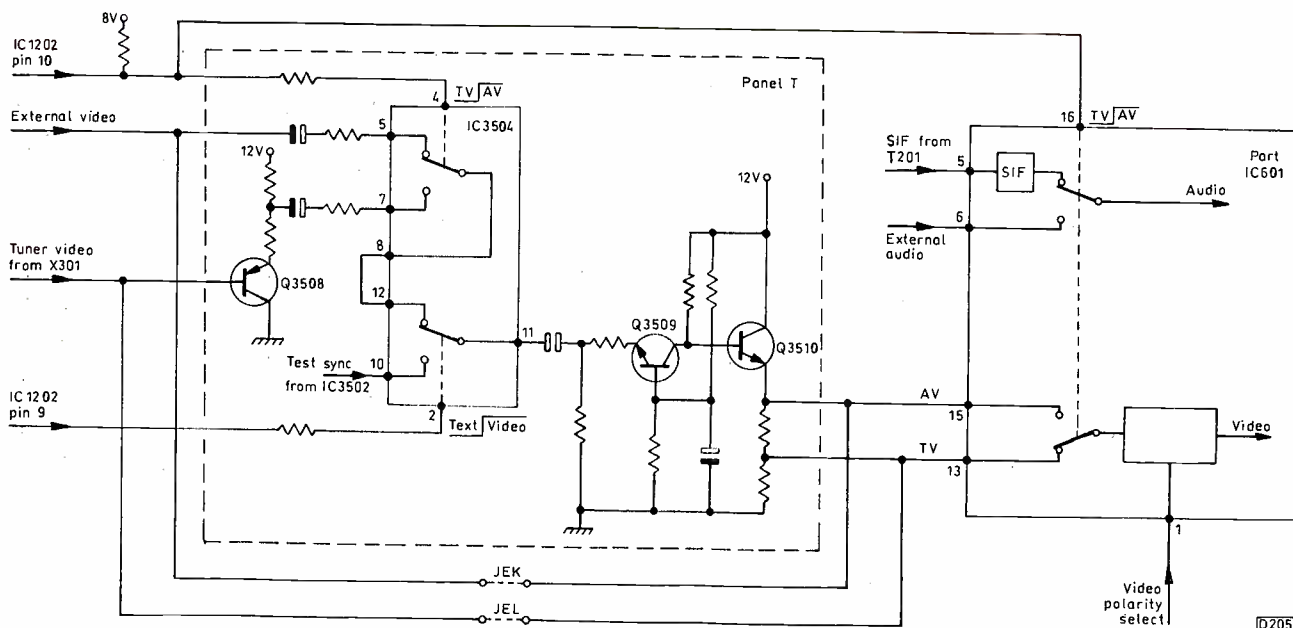 8V
IC1202
pin 10
External video
12V
Tuner video
from X301
Q3508
IC1202
pin 9
4
TV/AV
IC3504
5
7
8
12
11
10
Test sync
from IC3502
2
Text/Video
Panel T
12V
Q3509
Q3510
AV
15
TV
13
JEK
JEL
16
TV/AV
SIF from
T201
5
SIF
Part
IC601
Audio
6
External
audio
Video
1
Video
polarity
select
D205